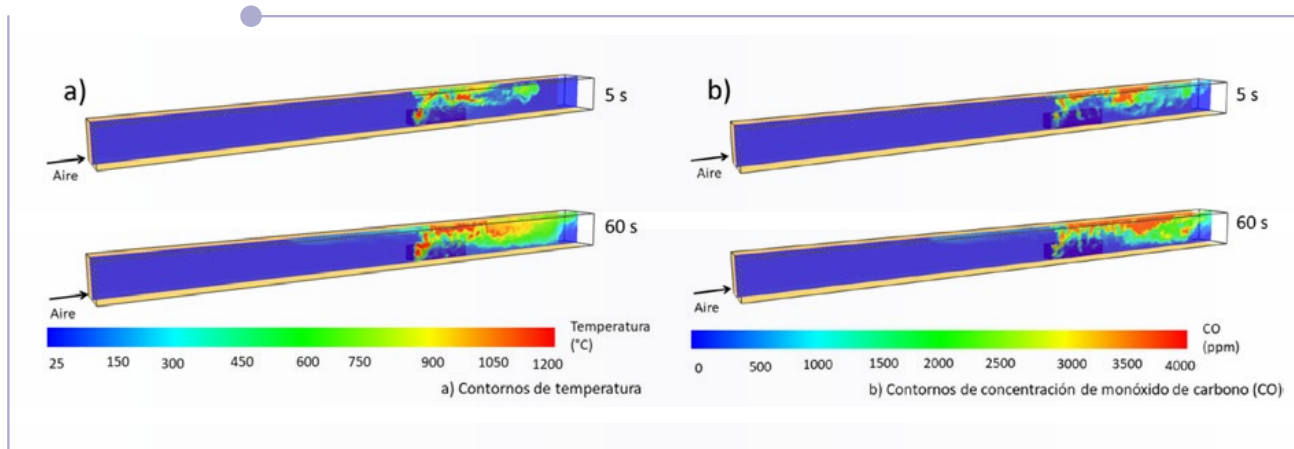 a)
5 s
Aire
60 s
Aire
Temperatura
(°C)
25 150 300 450 600 750 900 1050 1200
a) Contornos de temperatura
b)
5 s
Aire
60 s
Aire
CO
(ppm)
0 500 1000 1500 2000 2500 3000 3500 4000
b) Contornos de concentración de monóxido de carbono (CO)